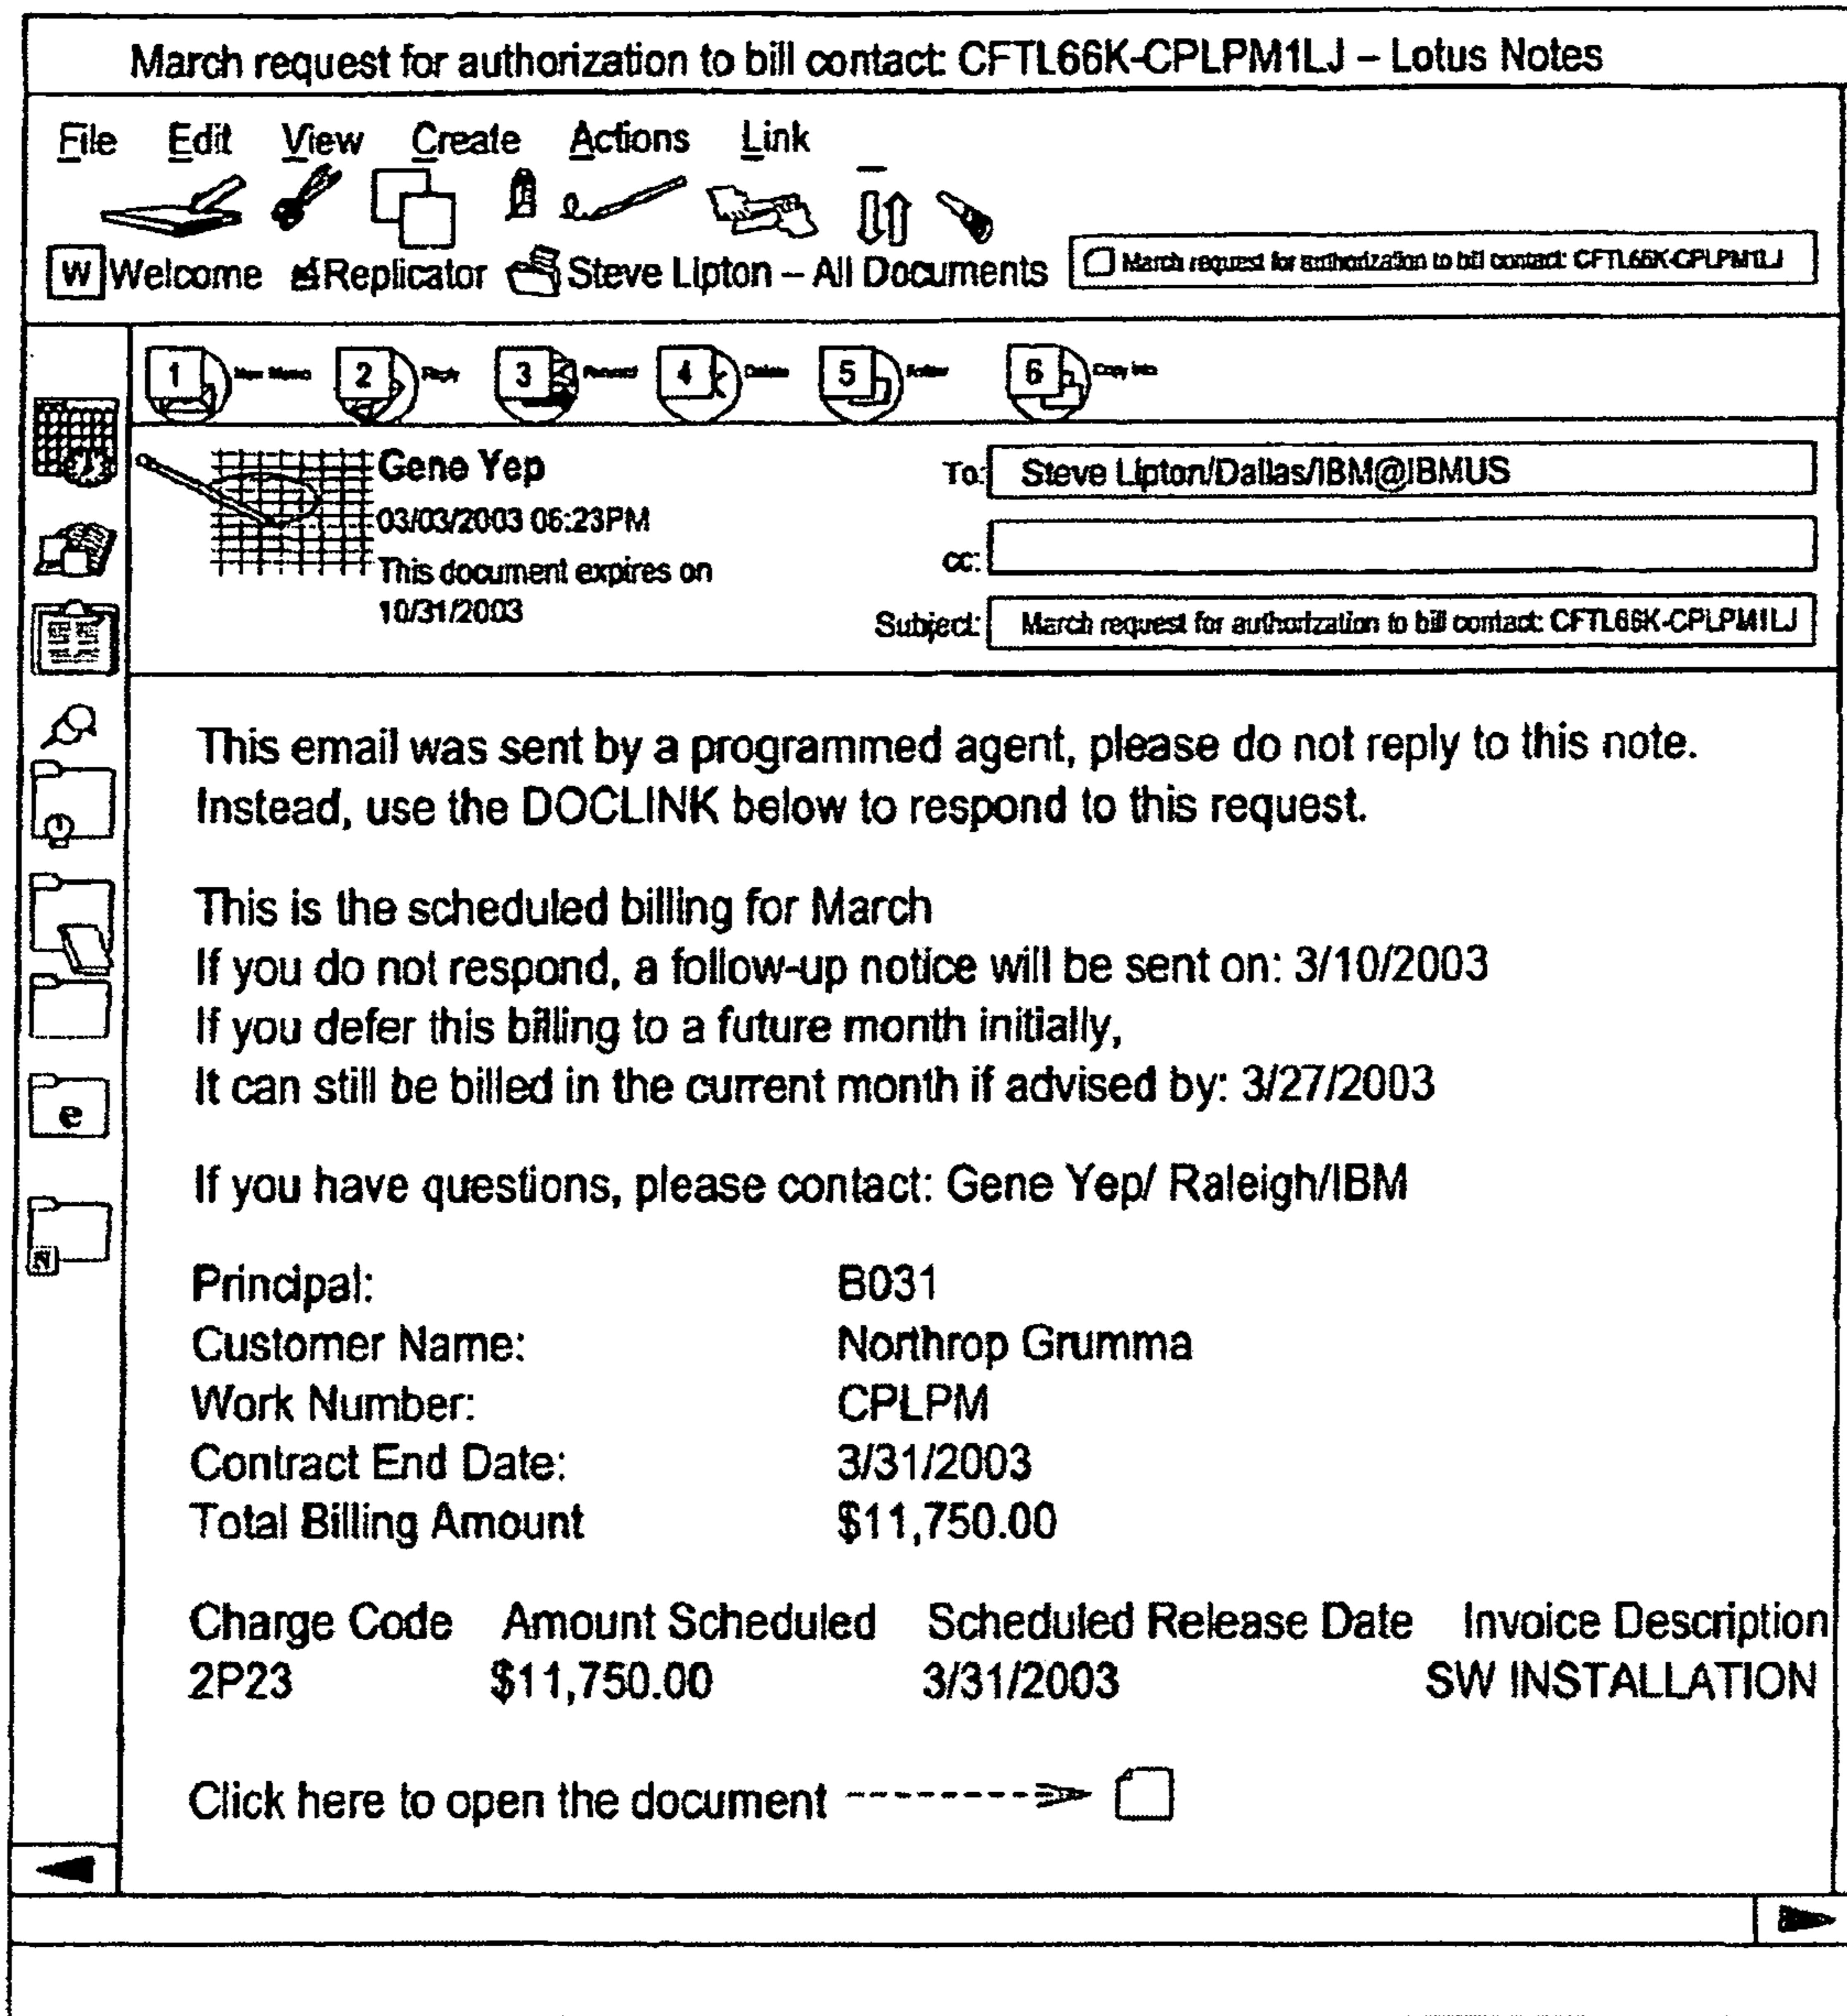 March request for authorization to bill contact: CFTL66K-CPLPM1LJ – Lotus Notes
File Edit View Create Actions Link
W Welcome Replicator Steve Lipton – All Documents March request for authorization to bill contact: CFTL66K-CPLPM1LJ
1 New Memo 2 Reply 3 Forward 4 Delete 5 Folder 6 Copy into
Gene Yep
03/03/2003 06:23PM
This document expires on
10/31/2003
To: Steve Lipton/Dallas/IBM@IBMUS
cc:
Subject: March request for authorization to bill contact: CFTL66K-CPLPM1LJ
This email was sent by a programmed agent, please do not reply to this note.
Instead, use the DOCLINK below to respond to this request.
This is the scheduled billing for March
If you do not respond, a follow-up notice will be sent on: 3/10/2003
If you defer this billing to a future month initially,
It can still be billed in the current month if advised by: 3/27/2003
If you have questions, please contact: Gene Yep/ Raleigh/IBM
Principal: B031
Customer Name: Northrop Grumma
Work Number: CPLPM
Contract End Date: 3/31/2003
Total Billing Amount $11,750.00
Charge Code Amount Scheduled Scheduled Release Date Invoice Description
2P23 $11,750.00 3/31/2003 SW INSTALLATION
Click here to open the document
e
N